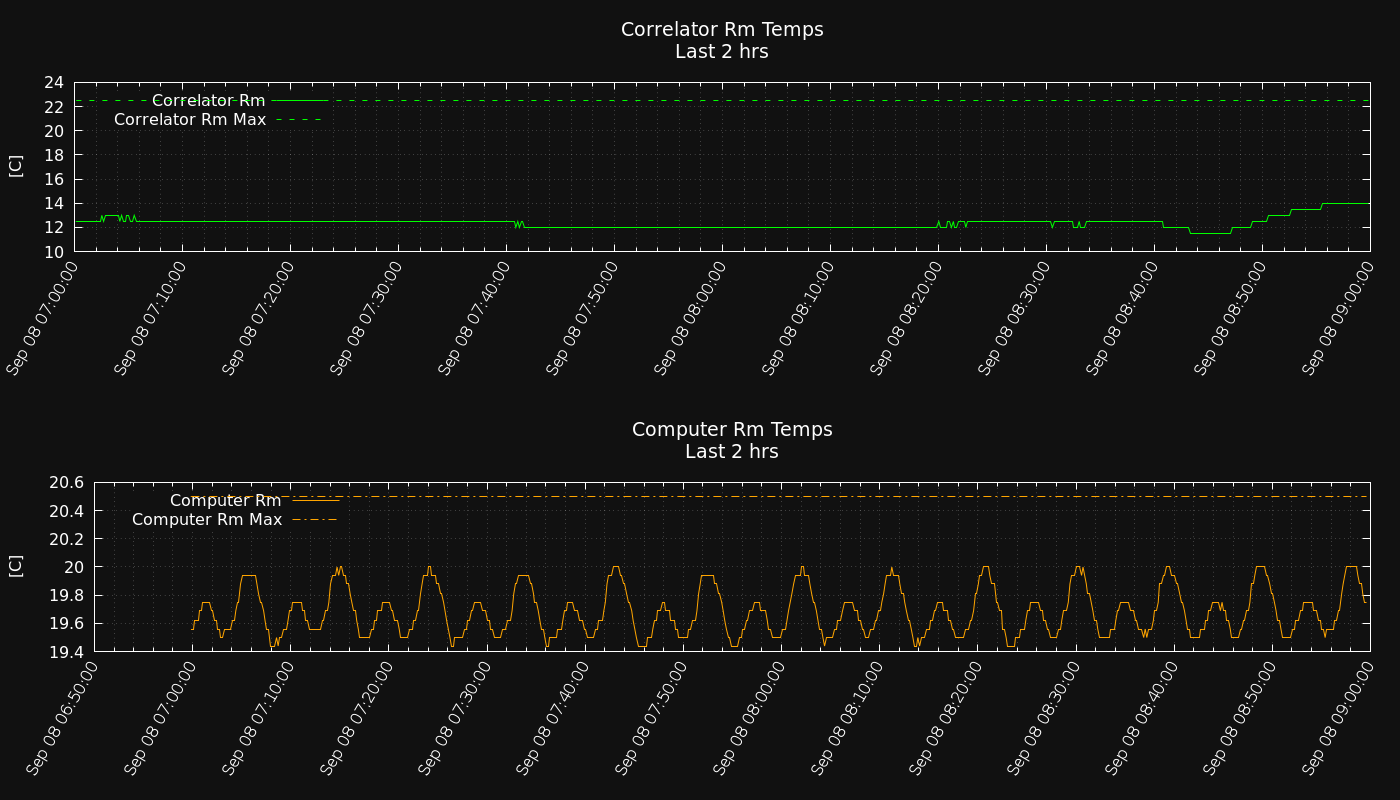 Correlator Rm Temps
Last 2 hrs
24
22
20
18
16
14
12
10
[C]
Correlator Rm
Correlator Rm Max
Sep 08 07:00:00
Sep 08 07:10:00
Sep 08 07:20:00
Sep 08 07:30:00
Sep 08 07:40:00
Sep 08 07:50:00
Sep 08 08:00:00
Sep 08 08:10:00
Sep 08 08:20:00
Sep 08 08:30:00
Sep 08 08:40:00
Sep 08 08:50:00
Sep 08 09:00:00
Computer Rm Temps
Last 2 hrs
20.6
20.4
20.2
20
19.8
19.6
19.4
[C]
Computer Rm
Computer Rm Max
Sep 08 06:50:00
Sep 08 07:00:00
Sep 08 07:10:00
Sep 08 07:20:00
Sep 08 07:30:00
Sep 08 07:40:00
Sep 08 07:50:00
Sep 08 08:00:00
Sep 08 08:10:00
Sep 08 08:20:00
Sep 08 08:30:00
Sep 08 08:40:00
Sep 08 08:50:00
Sep 08 09:00:00